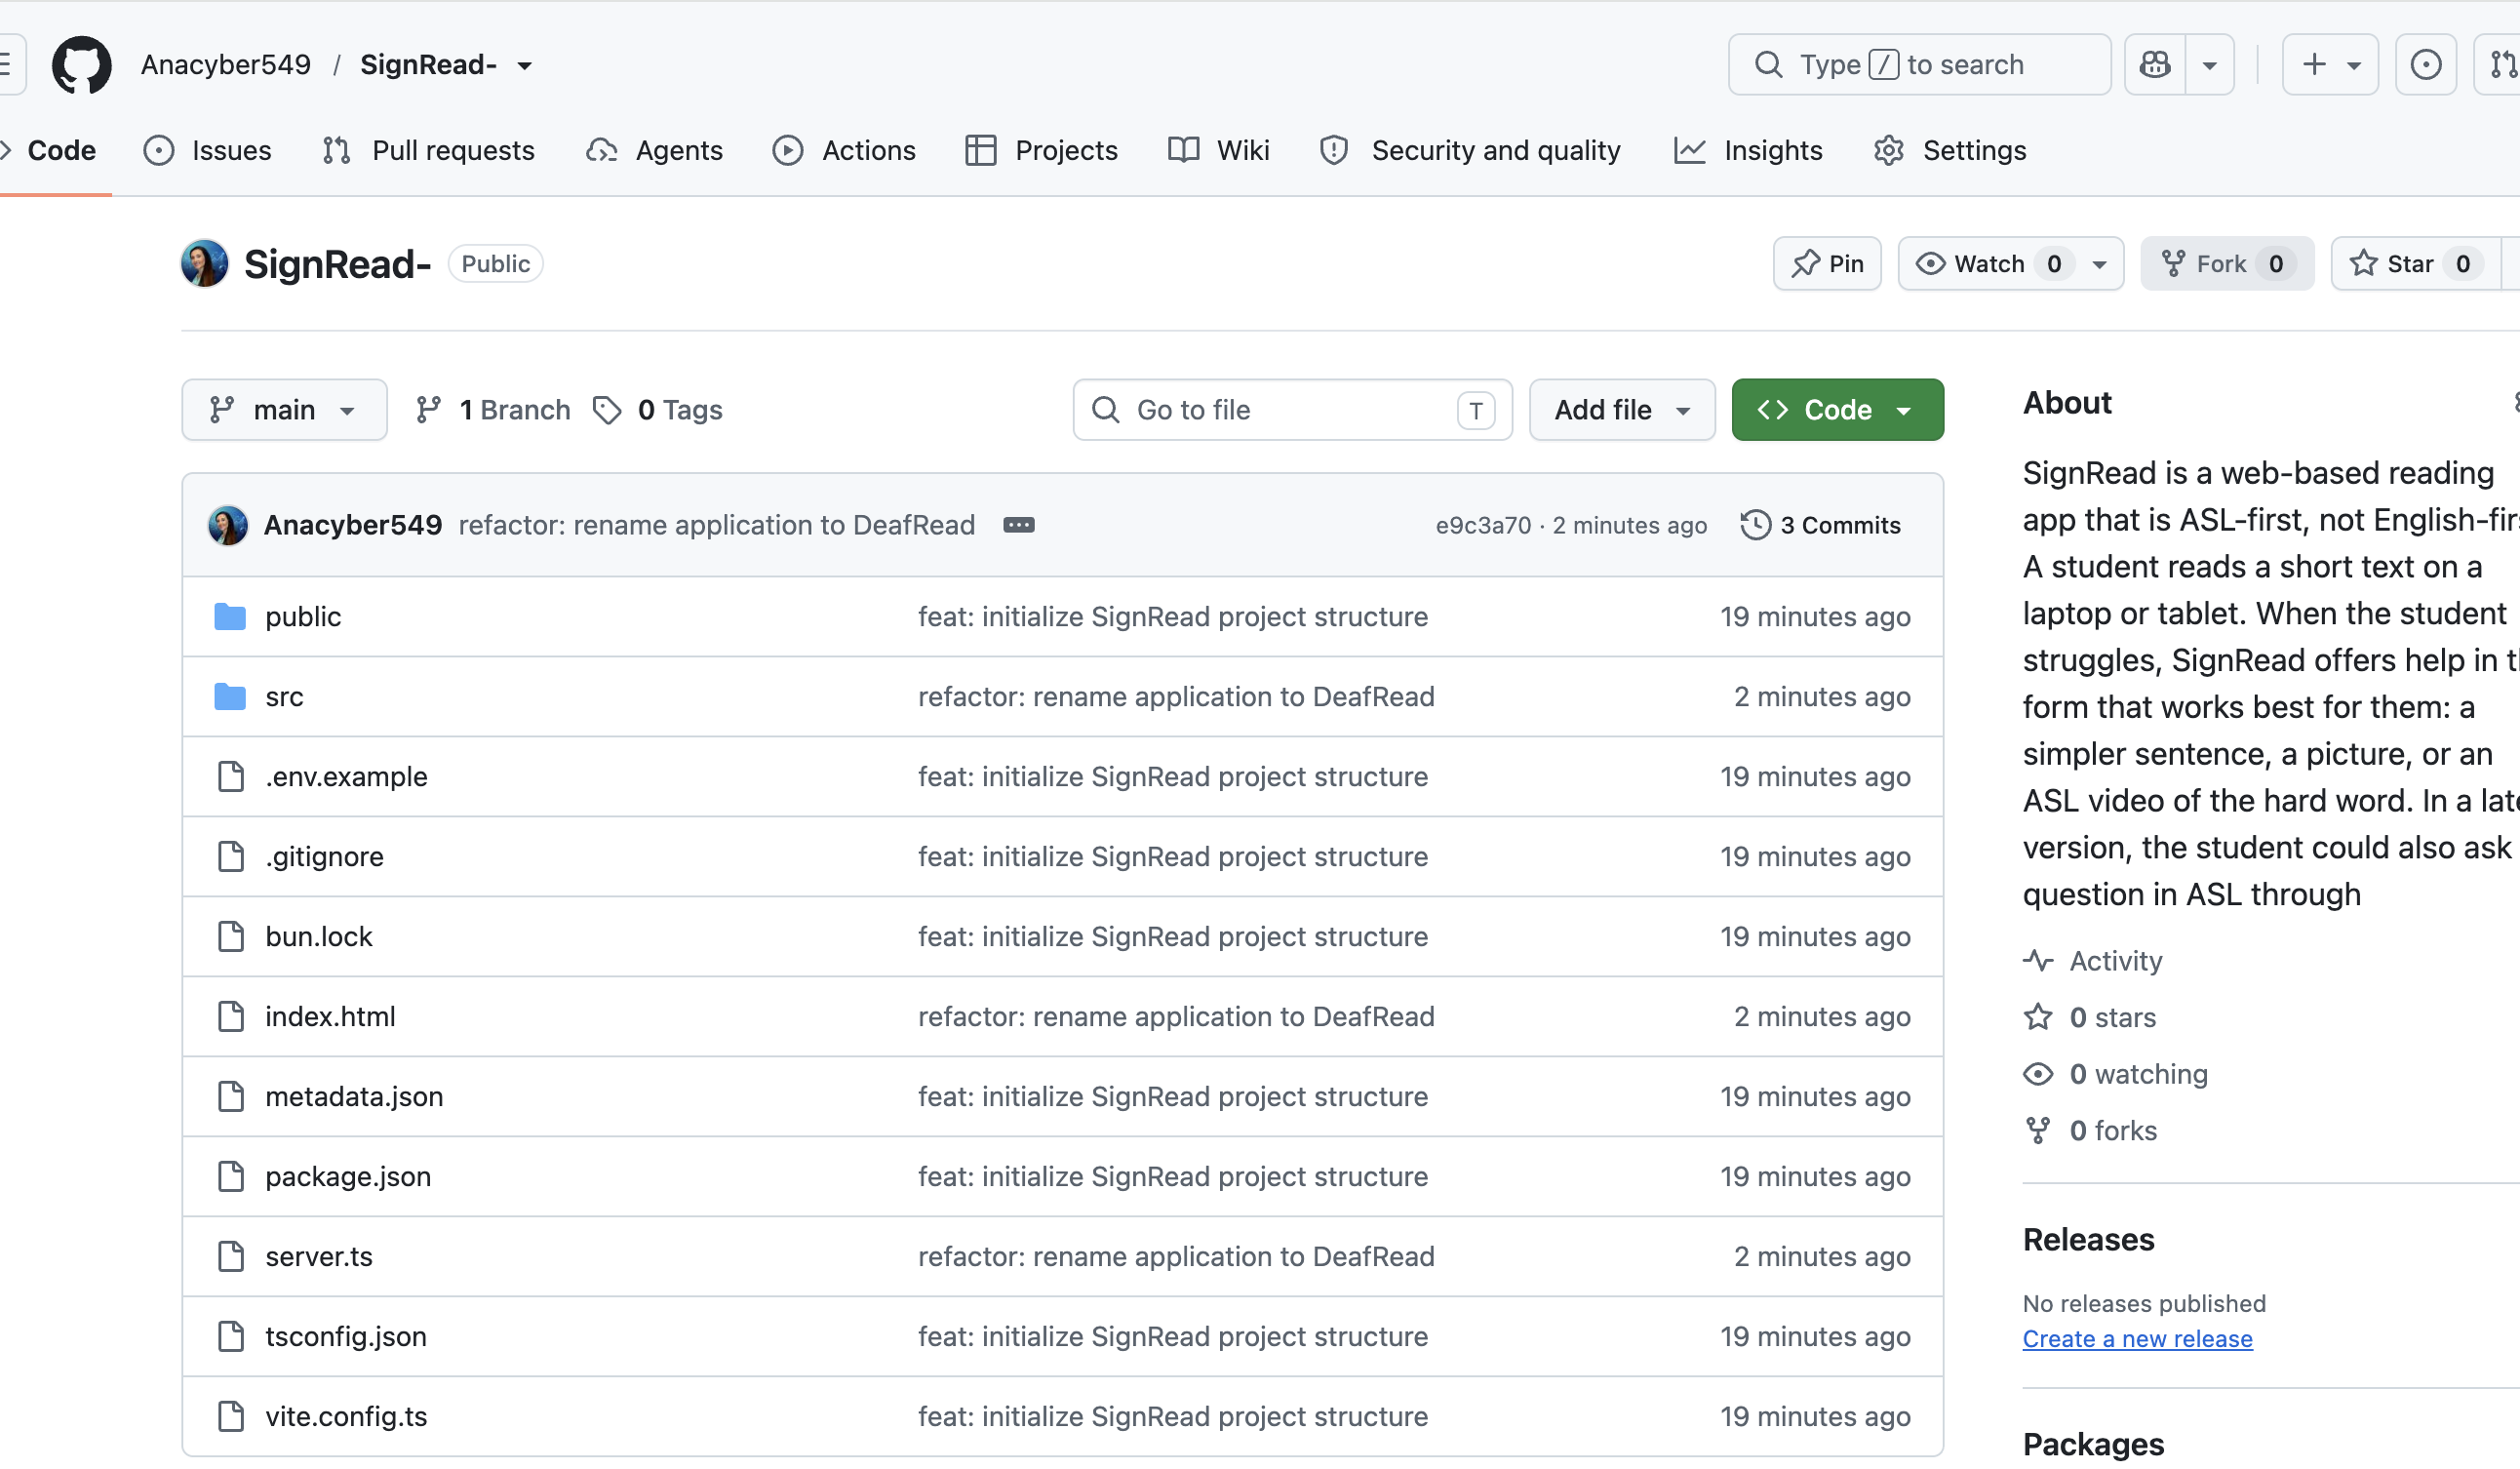 Anacyber549 / SignRead-
Type / to search
Code
Issues
Pull requests
Agents
Actions
Projects
Wiki
Security and quality
Insights
Settings
SignRead- Public
Pin
Watch 0
Fork 0
Star 0
main
1 Branch
0 Tags
Go to file T
Add file
Code
Anacyber549 refactor: rename application to DeafRead e9c3a70 · 2 minutes ago 3 Commits
public feat: initialize SignRead project structure 19 minutes ago
src refactor: rename application to DeafRead 2 minutes ago
.env.example feat: initialize SignRead project structure 19 minutes ago
.gitignore feat: initialize SignRead project structure 19 minutes ago
bun.lock feat: initialize SignRead project structure 19 minutes ago
index.html refactor: rename application to DeafRead 2 minutes ago
metadata.json feat: initialize SignRead project structure 19 minutes ago
package.json feat: initialize SignRead project structure 19 minutes ago
server.ts refactor: rename application to DeafRead 2 minutes ago
tsconfig.json feat: initialize SignRead project structure 19 minutes ago
vite.config.ts feat: initialize SignRead project structure 19 minutes ago
About
SignRead is a web-based reading
app that is ASL-first, not
A student reads a short text on a
laptop or tablet. When the student
struggles, SignRead offers help in
form that works best for them: a
simpler sentence, a picture, or an
ASL video of the hard word. In a
version, the student could also ask
question in ASL through
Activity
0 stars
0 watching
0 forks
Releases
No releases published
Create a new release
Packages